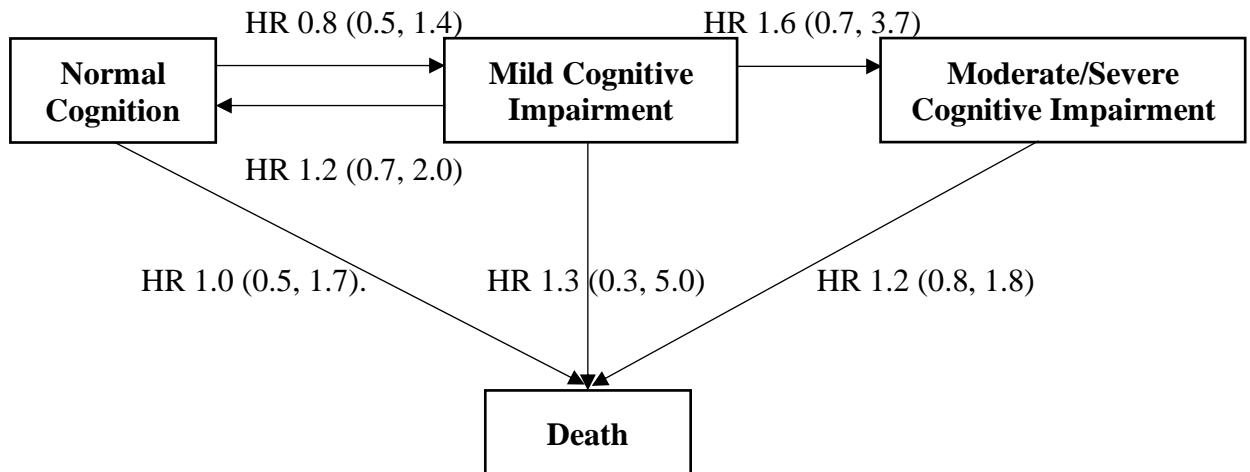 HR 0.8 (0.5, 1.4)
HR 1.6 (0.7, 3.7)
Normal
Cognition
Mild Cognitive
Impairment
Moderate/Severe
Cognitive Impairment
HR 1.2 (0.7, 2.0)
HR 1.0 (0.5, 1.7).
HR 1.3 (0.3, 5.0)
HR 1.2 (0.8, 1.8)
Death